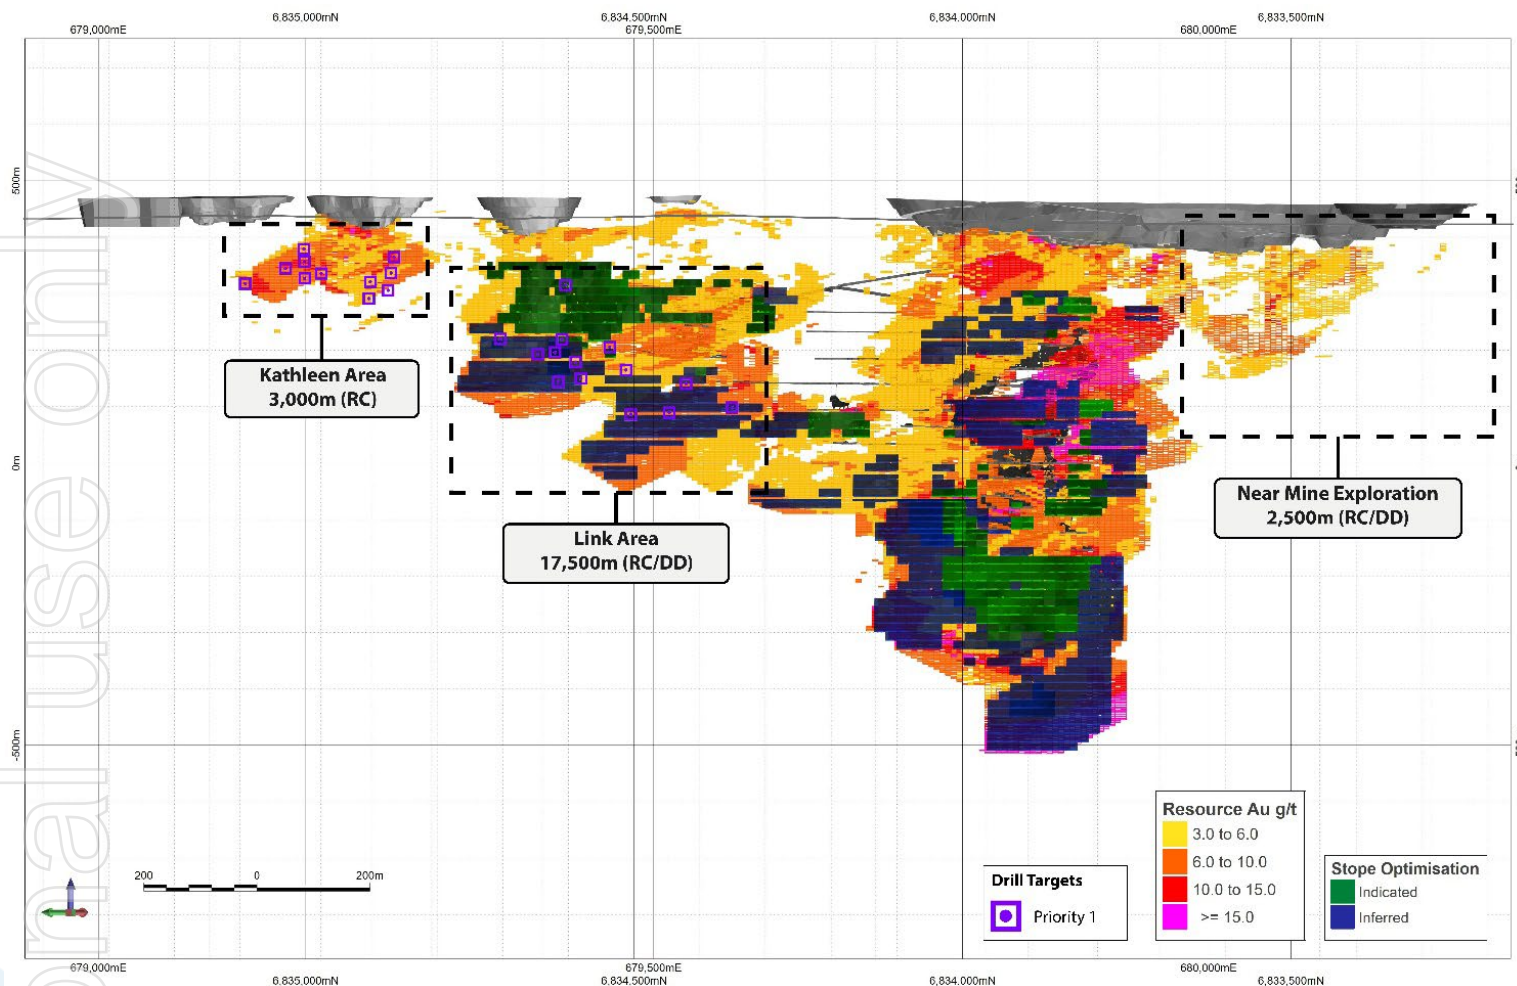 6,835,000mN 6,834,500mN 6,834,000mN 6,833,500mN
679,000mE 679,500mE 680,000mE
500m
0m
-500m
onal use only
Kathleen Area
3,000m (RC)
Link Area
17,500m (RC/DD)
Near Mine Exploration
2,500m (RC/DD)
200 0 200m
Drill Targets
Priority 1
Resource Au g/t
3.0 to 6.0
6.0 to 10.0
10.0 to 15.0
>= 15.0
Stope Optimisation
Indicated
Inferred
679,000mE 679,500mE 680,000mE
6,835,000mN 6,834,500mN 6,834,000mN 6,833,500mN